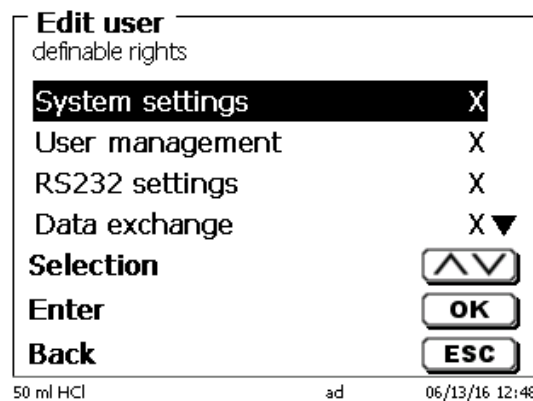 Edit user
definable rights
System settings X
User management X
RS232 settings X
Data exchange X
Selection
Enter OK
Back ESC
50 ml HCl ad 06/13/16 12:48